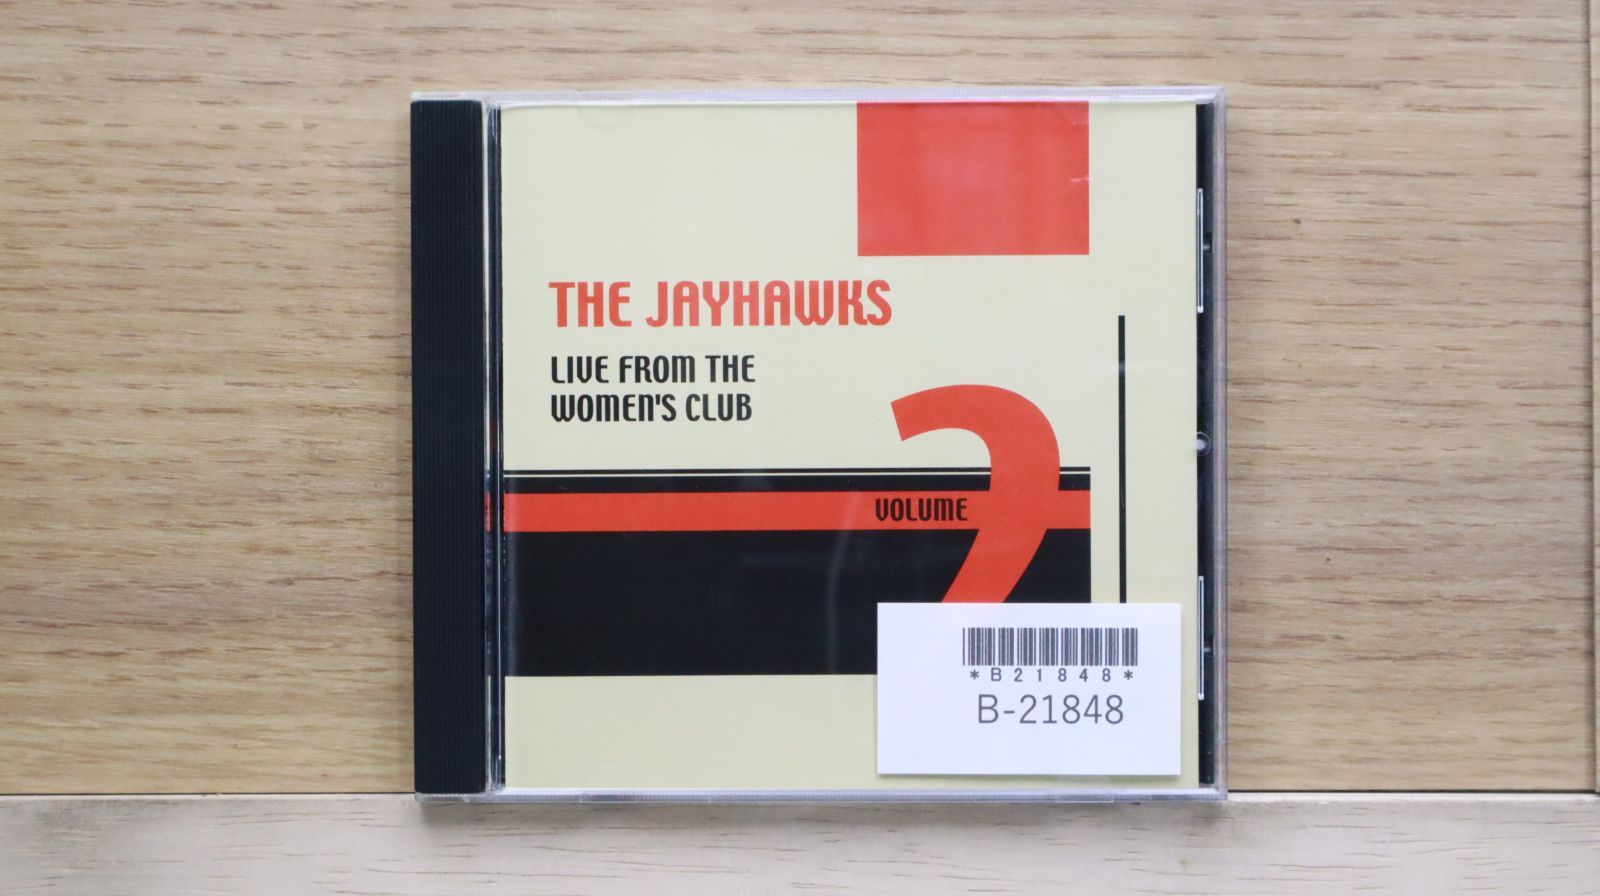 THE JAYHAWKS
LIVE FROM THE
WOMEN'S CLUB
VOLUME 2
*B21848*
B-21848